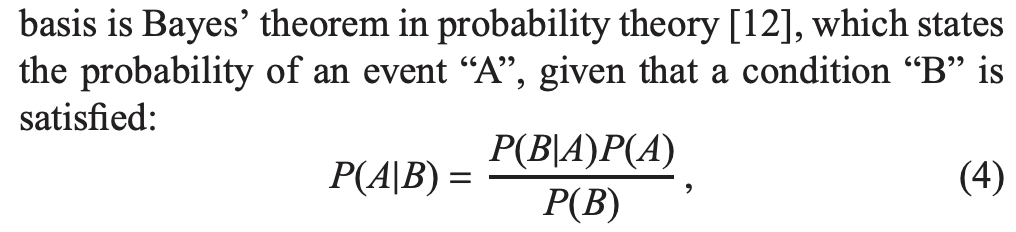 basis is Bayes’ theorem in probability theory [12], which states
the probability of an event “A”, given that a condition “B” is
satisfied:
P(A|B) = P(B|A)P(A) / P(B) , (4)